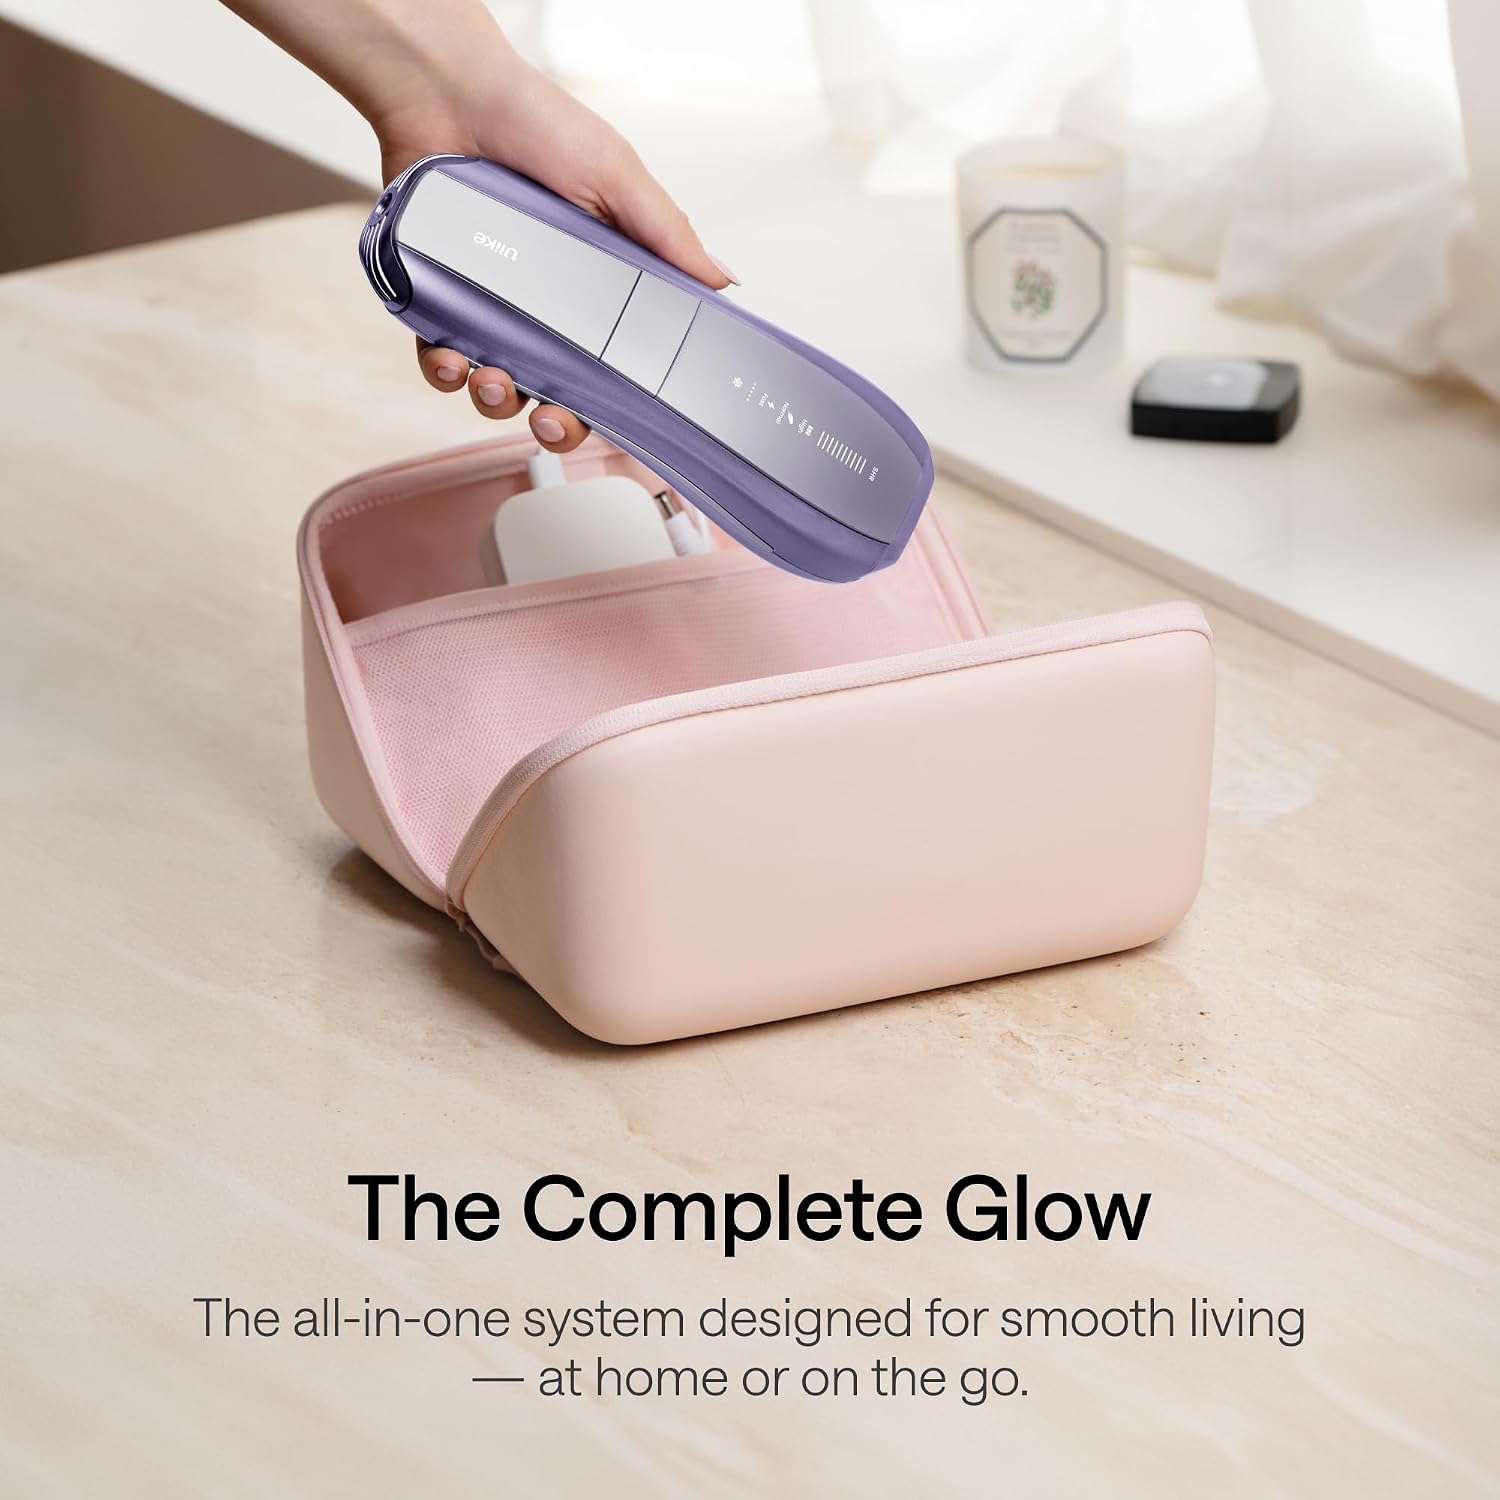 Ulike
Fast
Normal
High
SHR
The Complete Glow
The all-in-one system designed for smooth living
— at home or on the go.